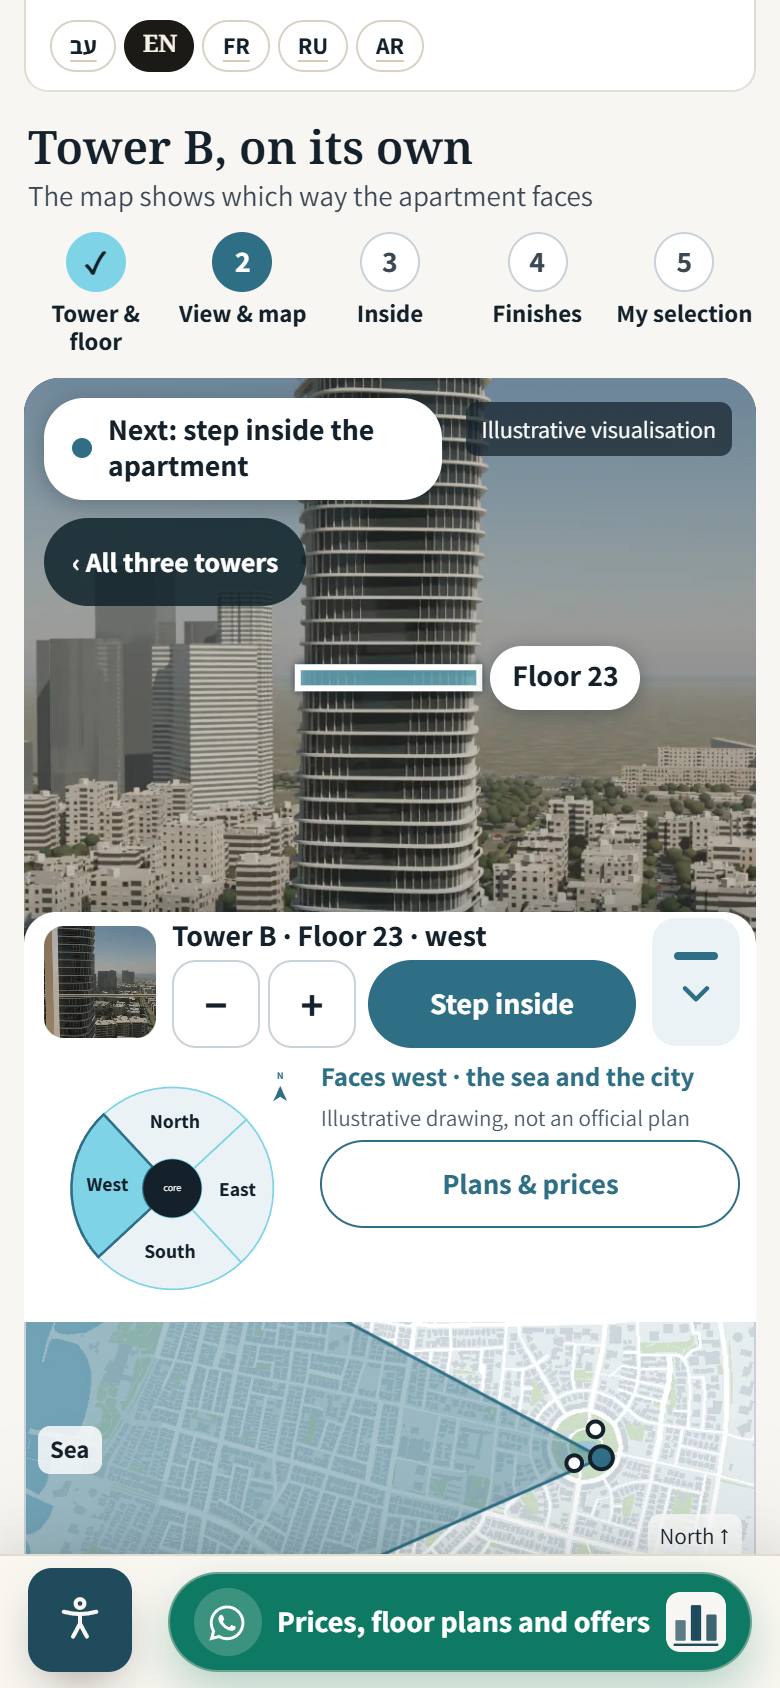 עב EN FR RU AR
Tower B, on its own
The map shows which way the apartment faces
✓ 2 3 4 5
Tower & floor View & map Inside Finishes My selection
Next: step inside the
apartment
Illustrative visualisation
‹ All three towers
Floor 23
Tower B · Floor 23 · west
− + Step inside
N
Faces west · the sea and the city
Illustrative drawing, not an official plan
Plans & prices
North
West core East
South
Sea
North ↑
Prices, floor plans and offers